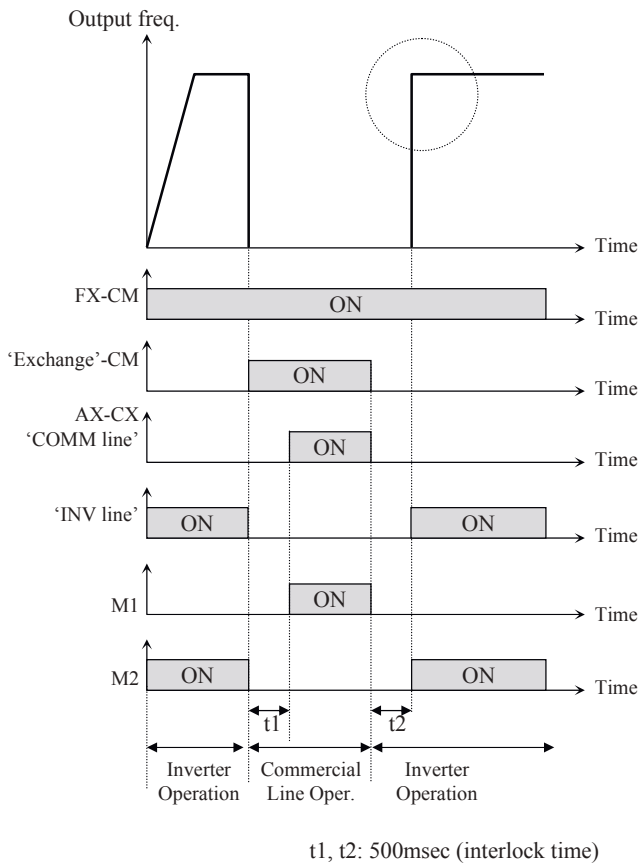 Output freq.
Time
FX-CM
ON
Time
‘Exchange’-CM
ON
Time
AX-CX
‘COMM line’
ON
Time
‘INV line’
ON
ON
Time
M1
ON
Time
M2
ON
ON
Time
t1
t2
Inverter
Operation
Commercial
Line Oper.
Inverter
Operation
t1, t2: 500msec (interlock time)